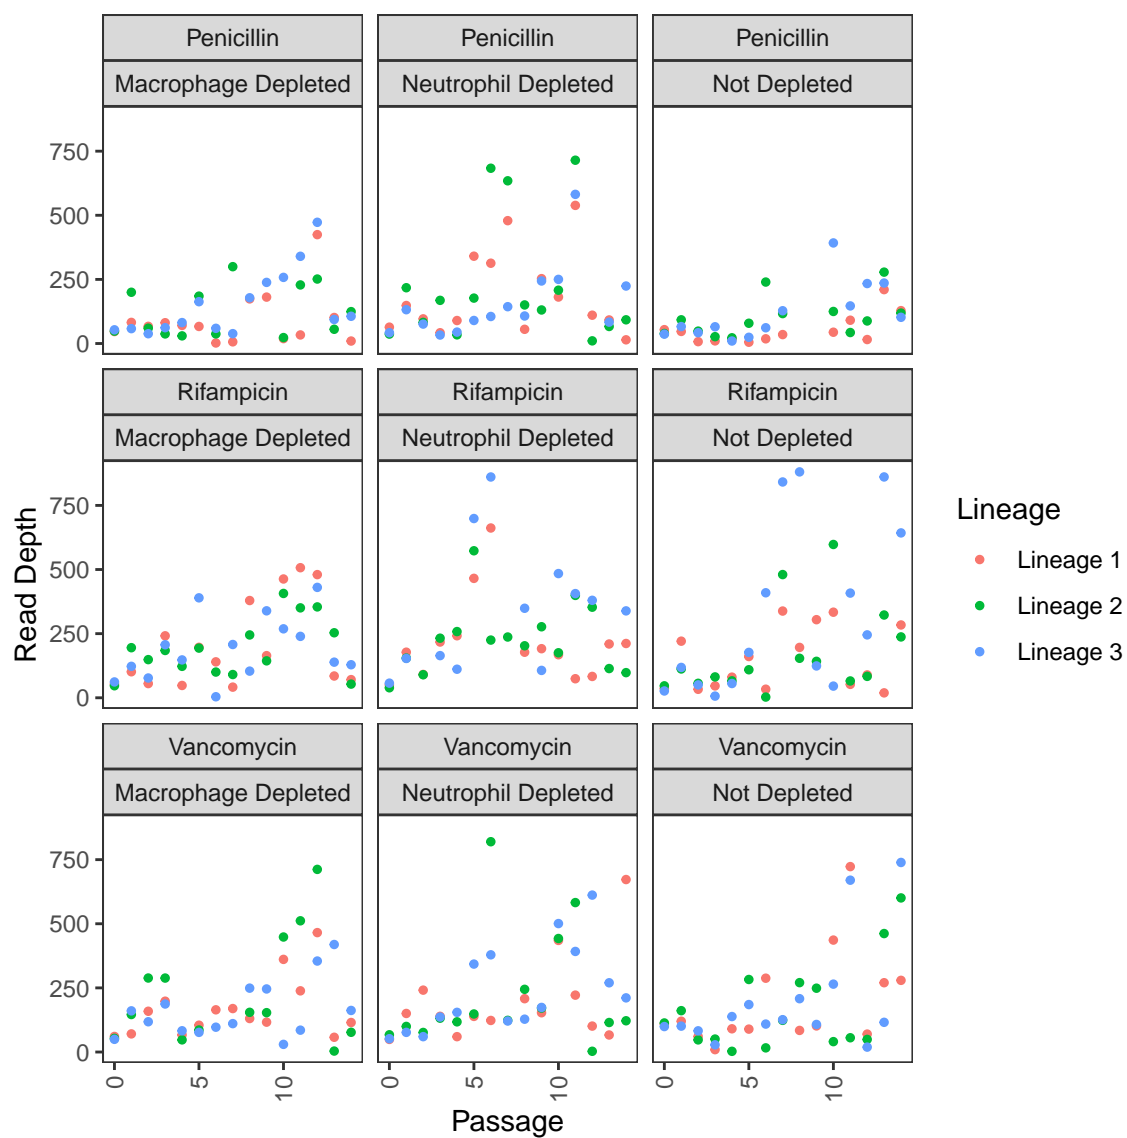 Penicillin Penicillin Penicillin
Macrophage Depleted Neutrophil Depleted Not Depleted
750
500
250
0
Rifampicin Rifampicin Rifampicin
Macrophage Depleted Neutrophil Depleted Not Depleted
750
500
250
0
Read Depth
Vancomycin Vancomycin Vancomycin
Macrophage Depleted Neutrophil Depleted Not Depleted
750
500
250
0
0 5 10 0 5 10 0 5 10
Passage
Lineage
Lineage 1
Lineage 2
Lineage 3